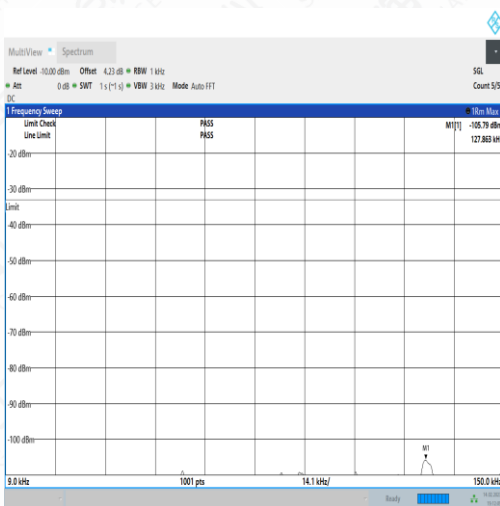 MultiView Spectrum
Ref Level -10.00 dBm Offset 4.23 dB RBW 1 kHz SGL
Att 0 dB SWT 1 s (~1 s) VBW 3 kHz Mode Auto FFT Count 5/5
DC
1 Frequency Sweep 1Rm Max
Limit Check PASS M1[1] -105.79 dBm
Line Limit PASS 127.863 kHz
-20 dBm
-30 dBm
Limit
-40 dBm
-50 dBm
-60 dBm
-70 dBm
-80 dBm
-90 dBm
-100 dBm
M1
9.0 kHz 1001 pts 14.1 kHz/ 150.0 kHz
Ready